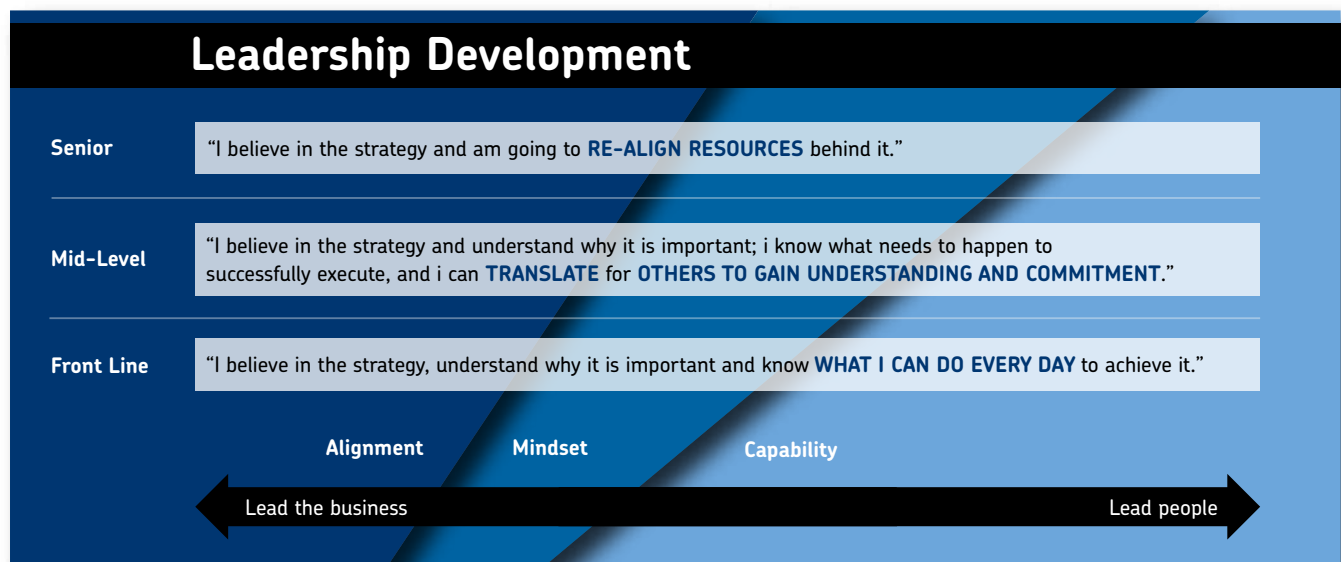 Leadership Development
Senior
“I believe in the strategy and am going to RE-ALIGN RESOURCES behind it.”
Mid-Level
“I believe in the strategy and understand why it is important; i know what needs to happen to
successfully execute, and i can TRANSLATE for OTHERS TO GAIN UNDERSTANDING AND COMMITMENT.”
Front Line
“I believe in the strategy, understand why it is important and know WHAT I CAN DO EVERY DAY to achieve it.”
Alignment
Mindset
Capability
Lead the business
Lead people